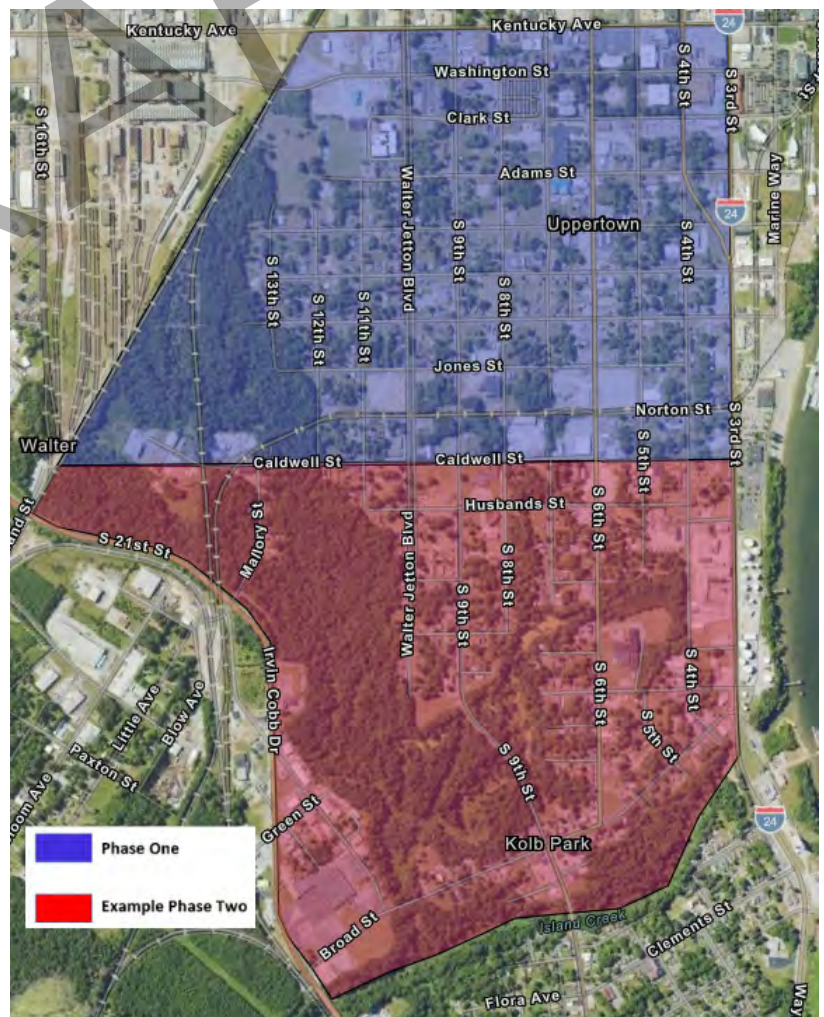 Kentucky Ave
Kentucky Ave
24
Washington St
S 4th St
S 3rd St
S 16th St
Clark St
Adams St
Walter Jetton Blvd
24
Marine Way
Uppertown
S 9th St
S 4th St
S 13th St
S 8th St
S 11th St
S 12th St
Jones St
Norton St
S 3rd St
Walter
Caldwell St
Caldwell St
S 5th St
Husbands St
S 6th St
S 21st St
Mallory St
Walter Jetton Blvd
S 8th St
S 9th St
Irvin Cobb Dr
S 6th St
S 4th St
Little Ave
Blow Ave
S 5th St
Paxton St
S 9th St
Green St
24
Kolb Park
Phase One
Example Phase Two
Broad St
Island Creek
Clements St
Flora Ave
Way